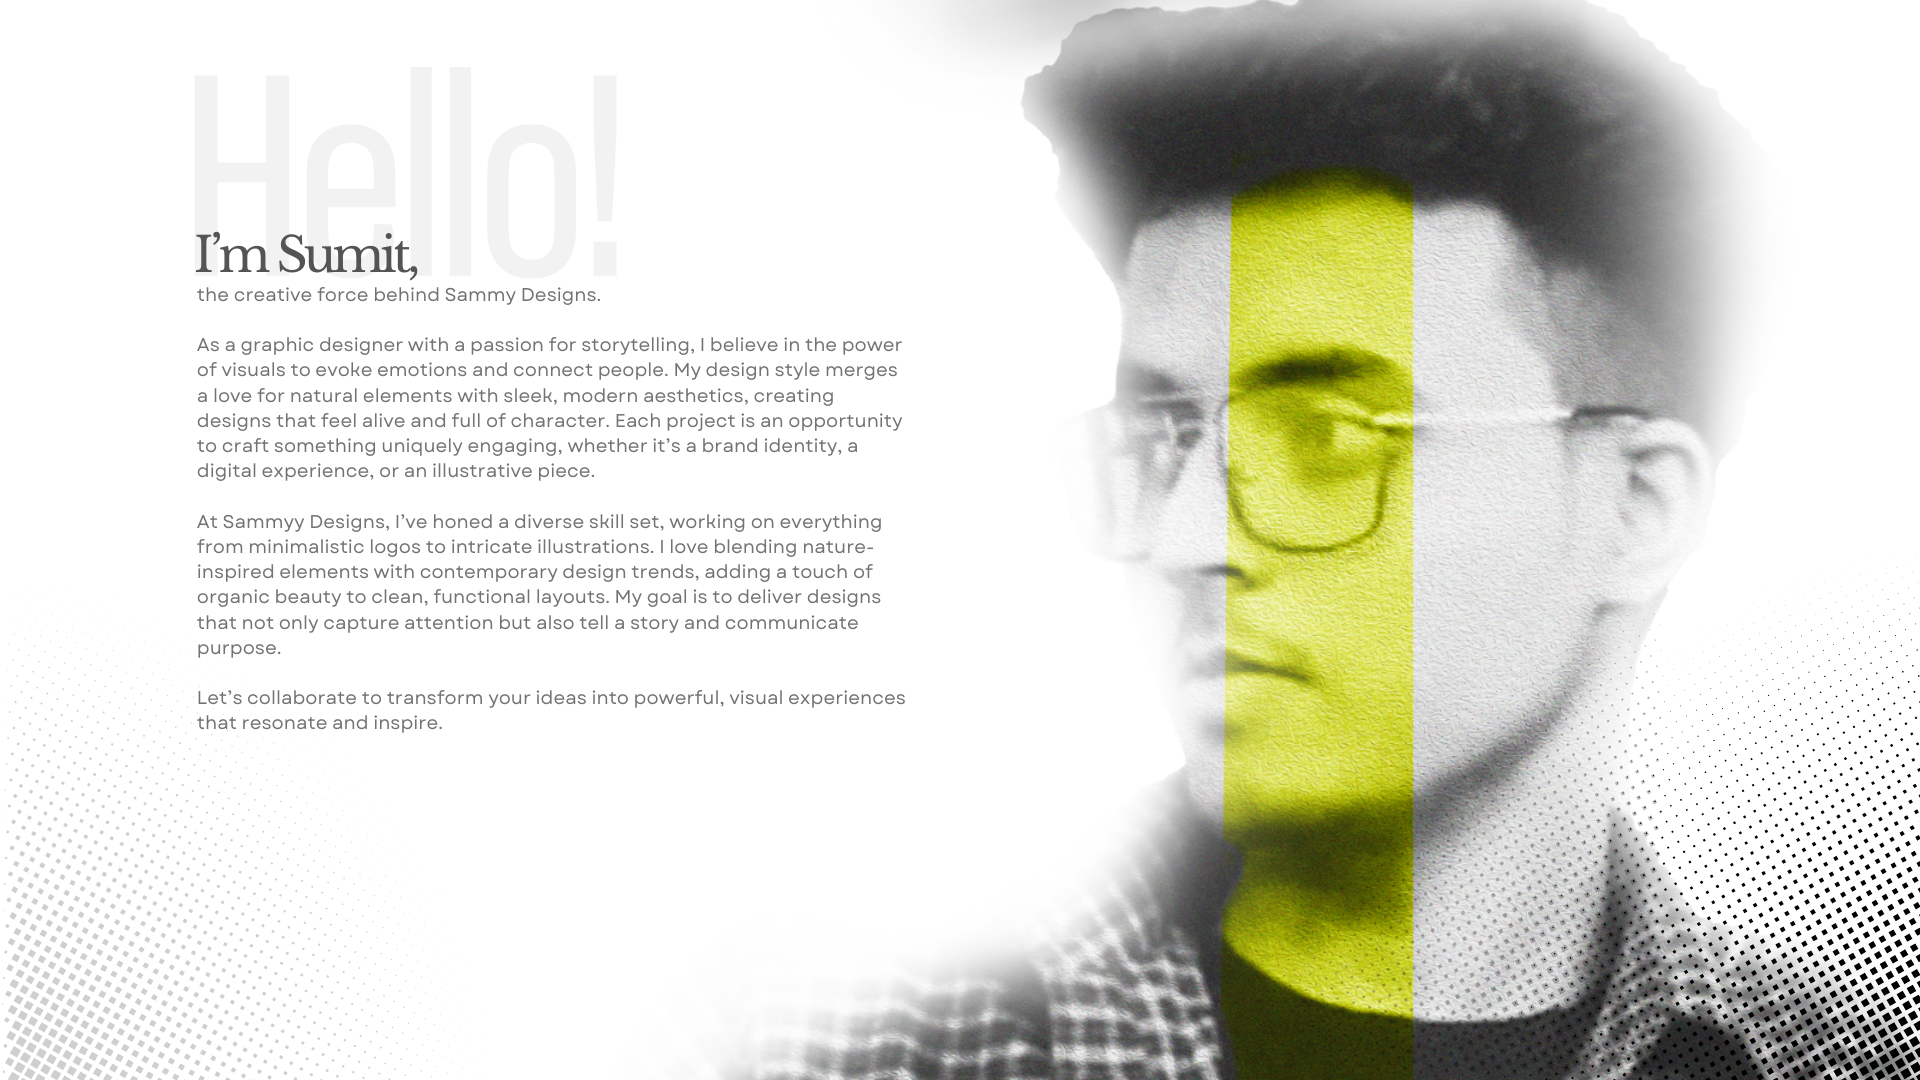 Hello!
I’m Sumit,
the creative force behind Sammy Designs.
As a graphic designer with a passion for storytelling, I believe in the power
of visuals to evoke emotions and connect people. My design style merges
a love for natural elements with sleek, modern aesthetics, creating
designs that feel alive and full of character. Each project is an opportunity
to craft something uniquely engaging, whether it’s a brand identity, a
digital experience, or an illustrative piece.
At Sammyy Designs, I’ve honed a diverse skill set, working on everything
from minimalistic logos to intricate illustrations. I love blending nature-
inspired elements with contemporary design trends, adding a touch of
organic beauty to clean, functional layouts. My goal is to deliver designs
that not only capture attention but also tell a story and communicate
purpose.
Let’s collaborate to transform your ideas into powerful, visual experiences
that resonate and inspire.